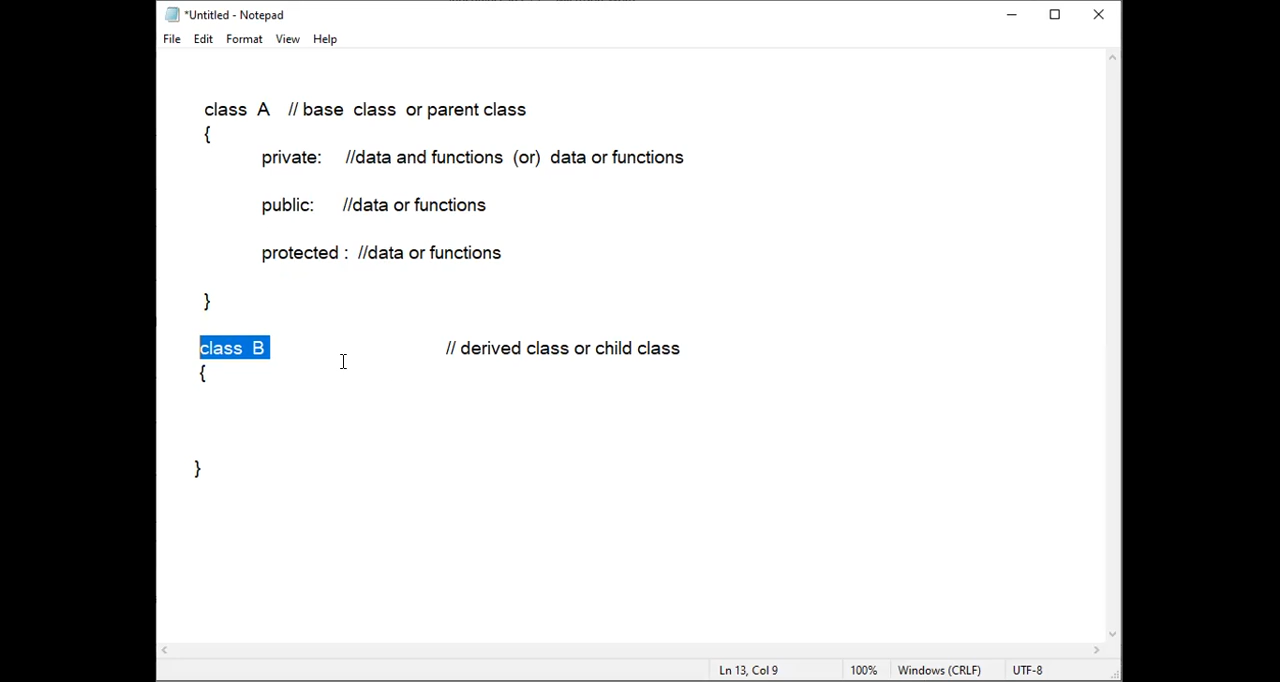 *Untitled - Notepad
File Edit Format View Help
class A // base class or parent class
{
private: //data and functions (or) data or functions
public: //data or functions
protected : //data or functions
}
class B // derived class or child class
{
}
Ln 13, Col 9 100% Windows (CRLF) UTF-8